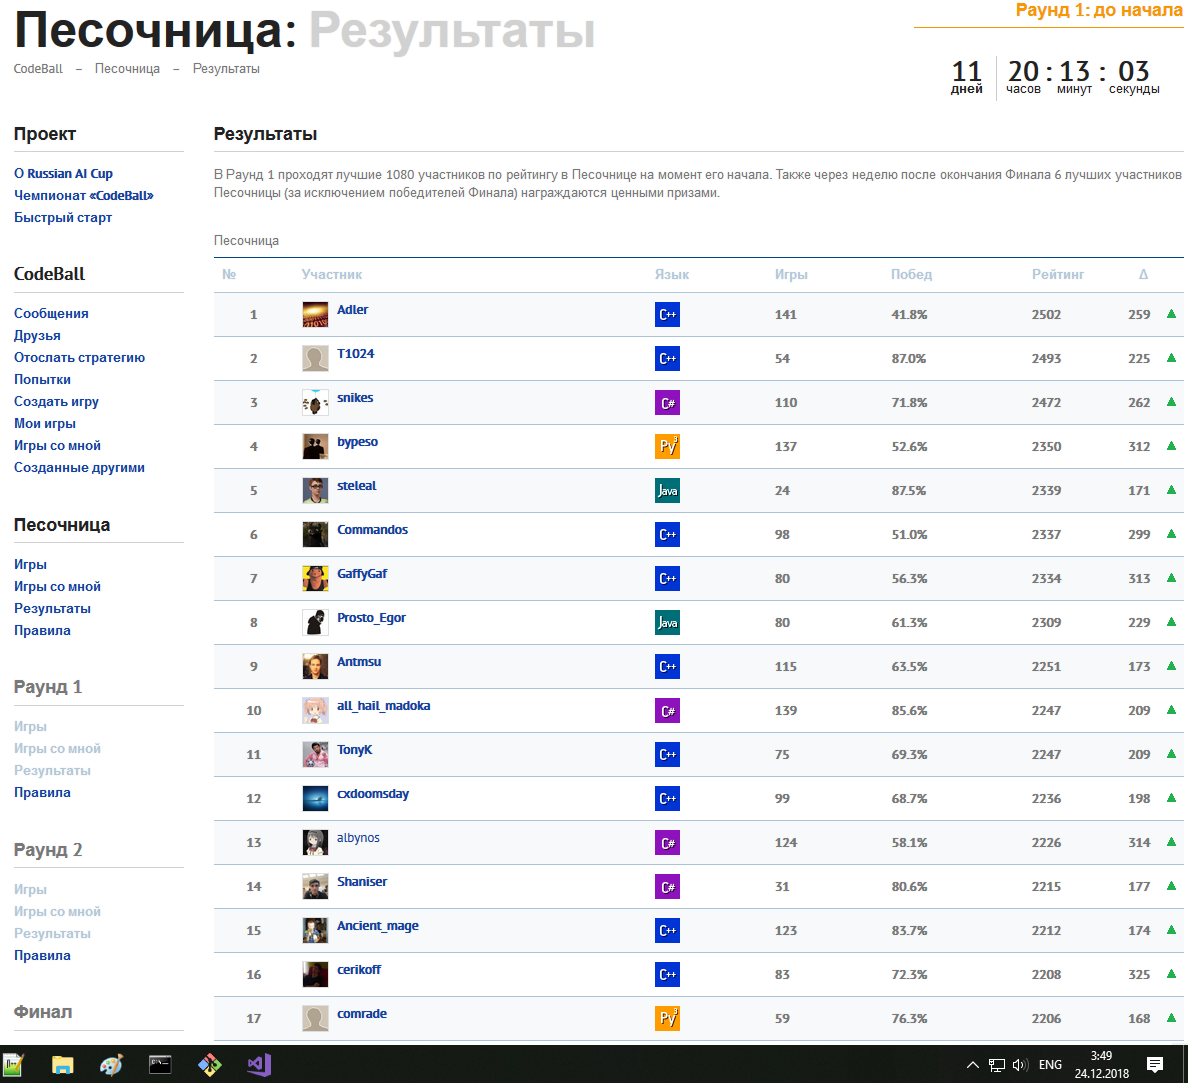 Песочница: Результаты
CodeBall – Песочница – Результаты
Раунд 1: до начала
11 20 : 13 : 03
дней часов минут секунды
Проект
О Russian AI Cup
Чемпионат «CodeBall»
Быстрый старт
CodeBall
Сообщения
Друзья
Отослать стратегию
Попытки
Создать игру
Мои игры
Игры со мной
Созданные другими
Песочница
Игры
Игры со мной
Результаты
Правила
Раунд 1
Игры
Игры со мной
Результаты
Правила
Раунд 2
Игры
Игры со мной
Результаты
Правила
Финал
Результаты
В Раунд 1 проходят лучшие 1080 участников по рейтингу в Песочнице на момент его начала. Также через неделю после окончания Финала 6 лучших участников
Песочницы (за исключением победителей Финала) награждаются ценными призами.
Песочница
№ Участник Язык Игры Побед Рейтинг Δ
1 Adler C++ 141 41.8% 2502 259
2 T1024 C++ 54 87.0% 2493 225
3 snikes C# 110 71.8% 2472 262
4 bypeso Py3 137 52.6% 2350 312
5 steleal Java 24 87.5% 2339 171
6 Commandos C++ 98 51.0% 2337 299
7 GaffyGaf C++ 80 56.3% 2334 313
8 Prosto_Egor Java 80 61.3% 2309 229
9 Antmsu C++ 115 63.5% 2251 173
10 all_hail_madoka C# 139 85.6% 2247 209
11 TonyK C++ 75 69.3% 2247 209
12 cxdoomsday C++ 99 68.7% 2236 198
13 albynos C# 124 58.1% 2226 314
14 Shaniser C# 31 80.6% 2215 177
15 Ancient_mage C++ 123 83.7% 2212 174
16 cerikoff C++ 83 72.3% 2208 325
17 comrade Py3 59 76.3% 2206 168
ENG
3:49
24.12.2018